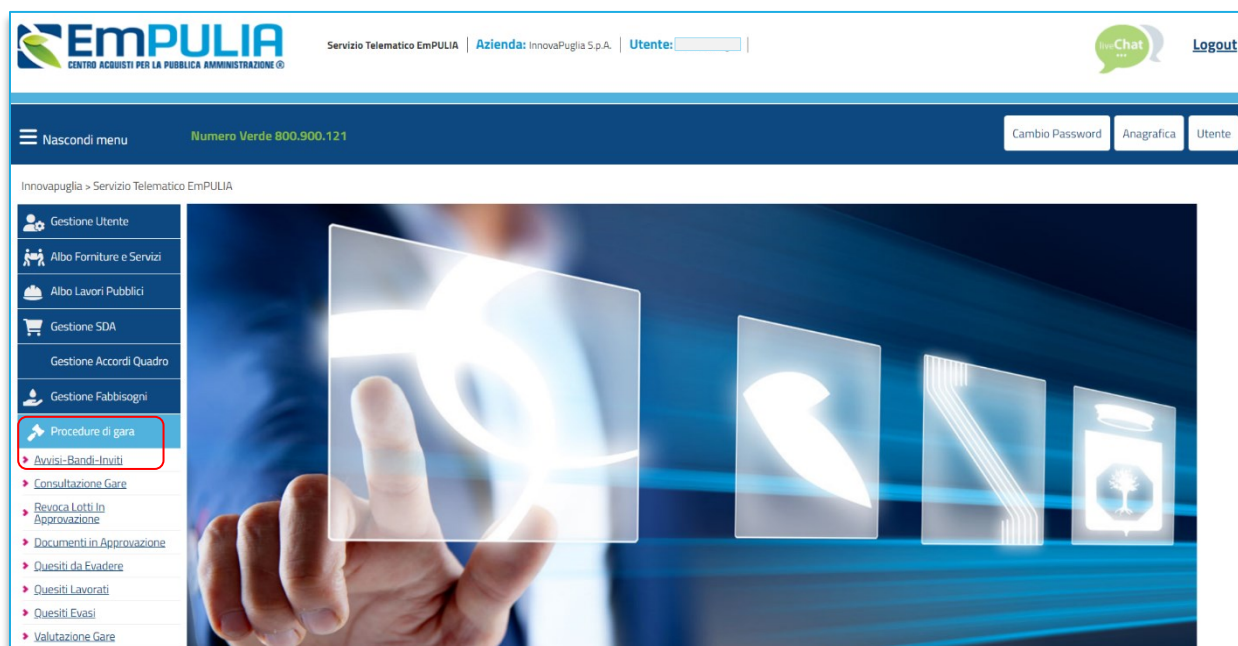 EmPULIA
CENTRO ACQUISTI PER LA PUBBLICA AMMINISTRAZIONE ®
Servizio Telematico EmPULIA | Azienda: InnovaPuglia S.p.A. | Utente: |
liveChat
...
Logout
Nascondi menu
Numero Verde 800.900.121
Cambio Password
Anagrafica
Utente
Innovapuglia > Servizio Telematico EmPULIA
Gestione Utente
Albo Forniture e Servizi
Albo Lavori Pubblici
Gestione SDA
Gestione Accordi Quadro
Gestione Fabbisogni
Procedure di gara
Avvisi-Bandi-Inviti
Consultazione Gare
Revoca Lotti In
Approvazione
Documenti in Approvazione
Quesiti da Evadere
Quesiti Lavorati
Quesiti Evasi
Valutazione Gare